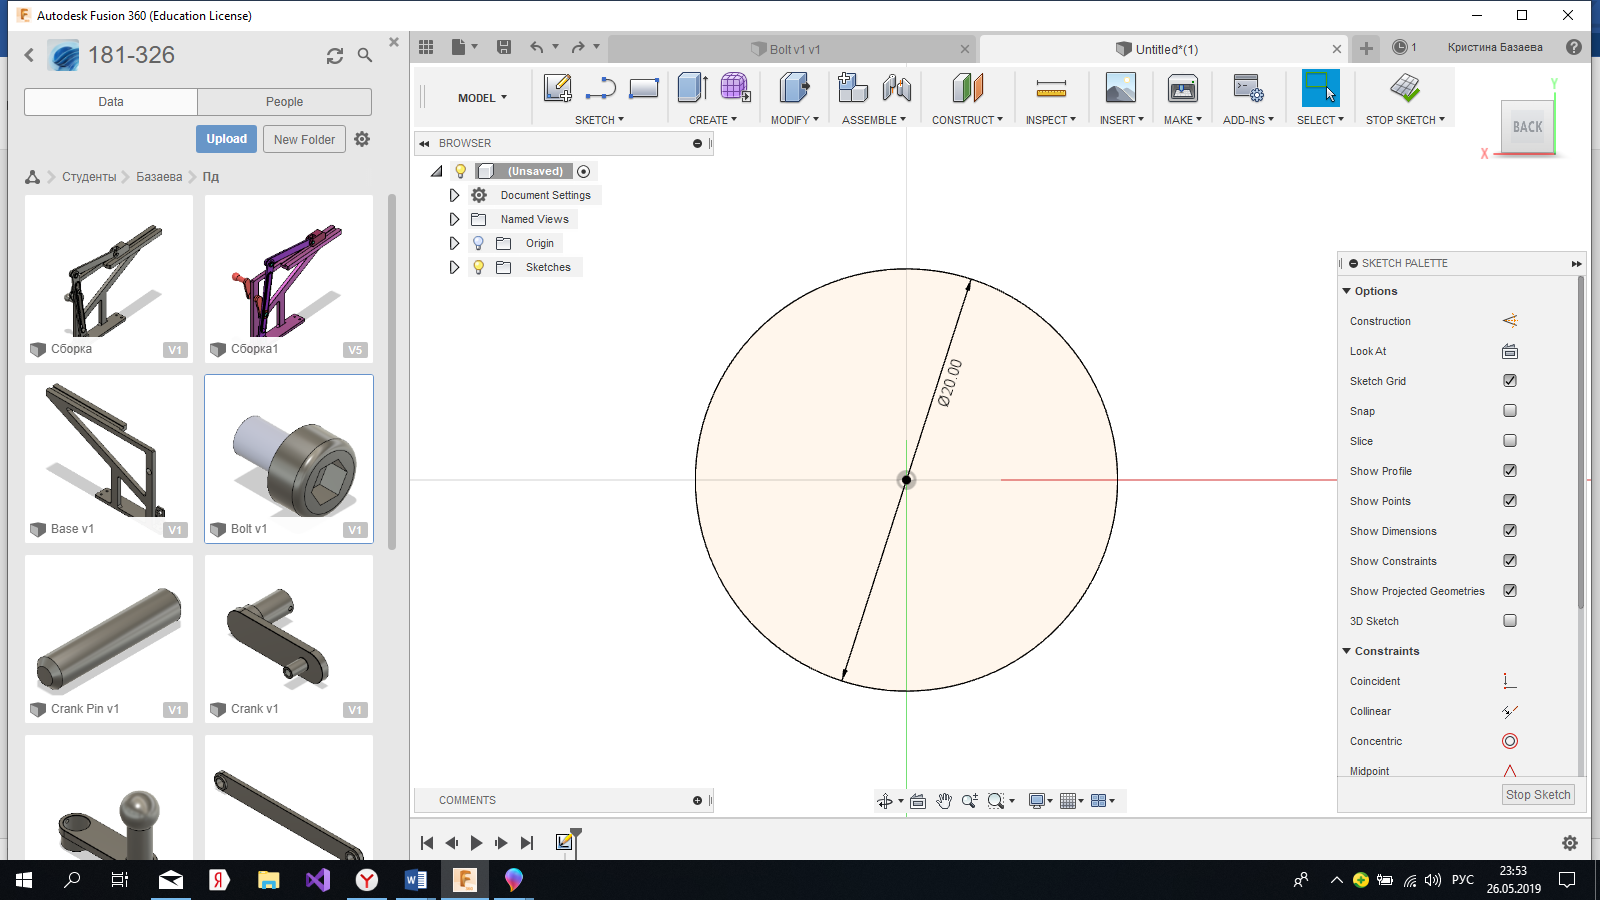 Autodesk Fusion 360 (Education License)
181-326
Data
People
Upload
New Folder
Студенты
Базаева
Пд
Сборка
V1
Сборка1
V5
Base v1
V1
Bolt v1
V1
Crank Pin v1
V1
Crank v1
V1
Bolt v1 v1
Untitled*(1)
1
Кристина Базаева
MODEL
SKETCH
CREATE
MODIFY
ASSEMBLE
CONSTRUCT
INSPECT
INSERT
MAKE
ADD-INS
SELECT
STOP SKETCH
BROWSER
(Unsaved)
Document Settings
Named Views
Origin
Sketches
Y
BACK
X
Ø20.00
SKETCH PALETTE
Options
Construction
Look At
Sketch Grid
Snap
Slice
Show Profile
Show Points
Show Dimensions
Show Constraints
Show Projected Geometries
3D Sketch
Constraints
Coincident
Collinear
Concentric
Midpoint
Stop Sketch
COMMENTS
РУС
23:53
26.05.2019